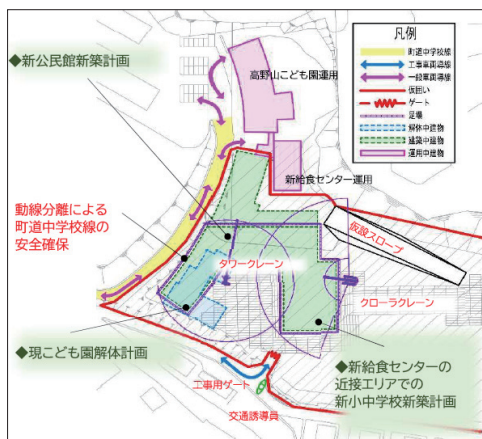 ◆新公民館新築計画
高野山こども園運用
凡例
町道中学校線
工事車両導線
一般車両導線
仮囲い
ゲート
足場
解体中建物
建築中建物
運用中建物
新給食センター運用
動線分離による
町道中学校線の
安全確保
仮設スロープ
タワークレーン
クローラクレーン
◆現こども園解体計画
◆新給食センターの
近接エリアでの
新小中学校新築計画
工事用ゲート
交通誘導員